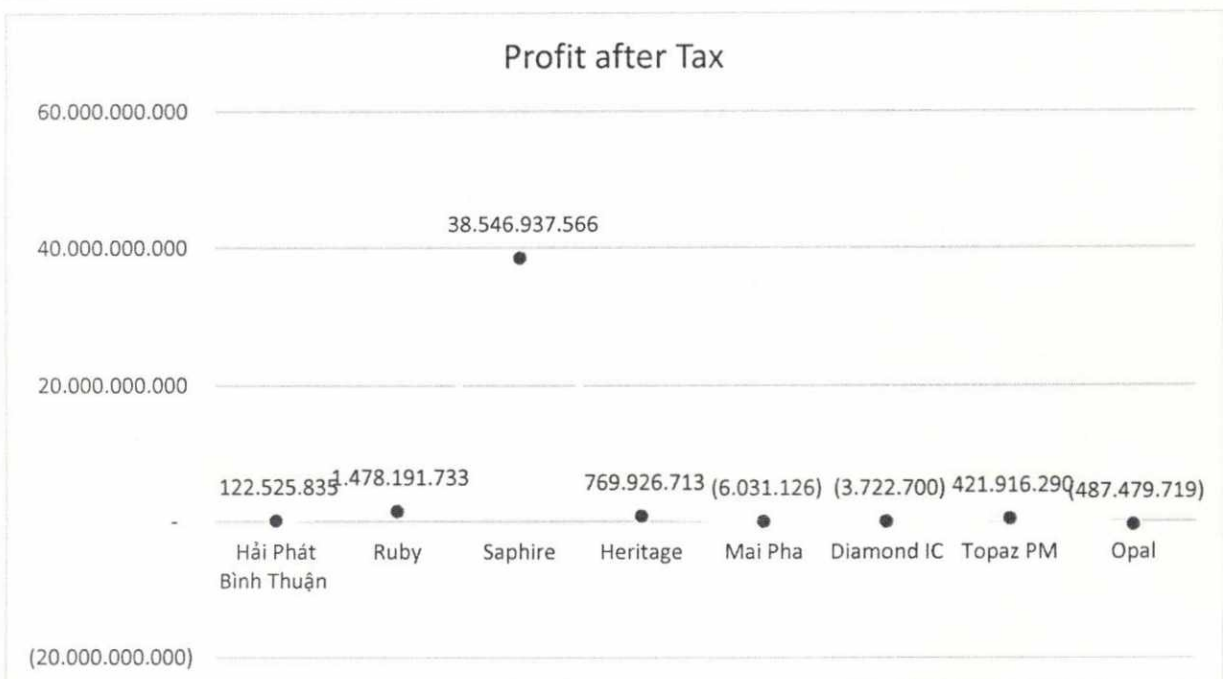 Profit after Tax
60.000.000.000
38.546.937.566
40.000.000.000
20.000.000.000
122.525.835 1.478.191.733 769.926.713 (6.031.126) (3.722.700) 421.916.290 (487.479.719)
-
Hải Phát Bình Thuận
Ruby
Saphire
Heritage
Mai Pha
Diamond IC
Topaz PM
Opal
(20.000.000.000)